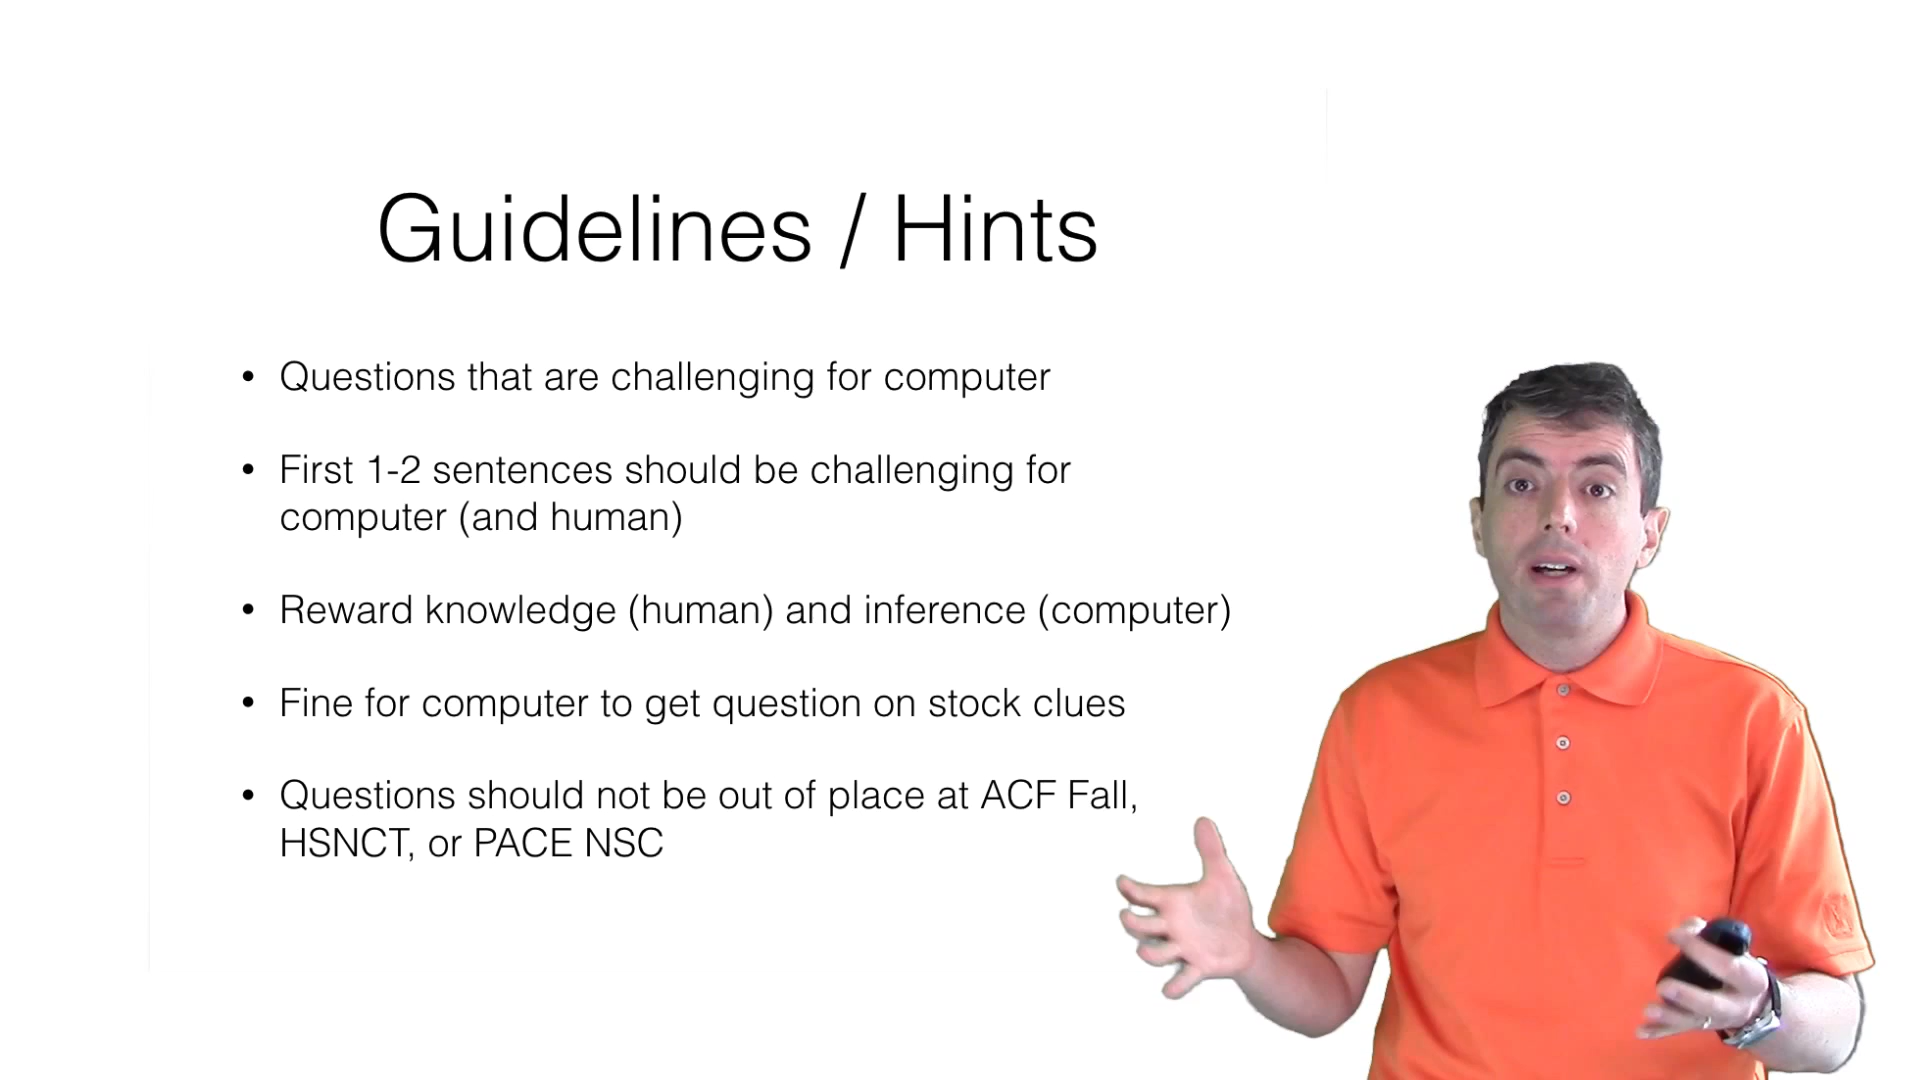 Guidelines / Hints
• Questions that are challenging for computer
• First 1-2 sentences should be challenging for
computer (and human)
• Reward knowledge (human) and inference (computer)
• Fine for computer to get question on stock clues
• Questions should not be out of place at ACF Fall,
HSNCT, or PACE NSC